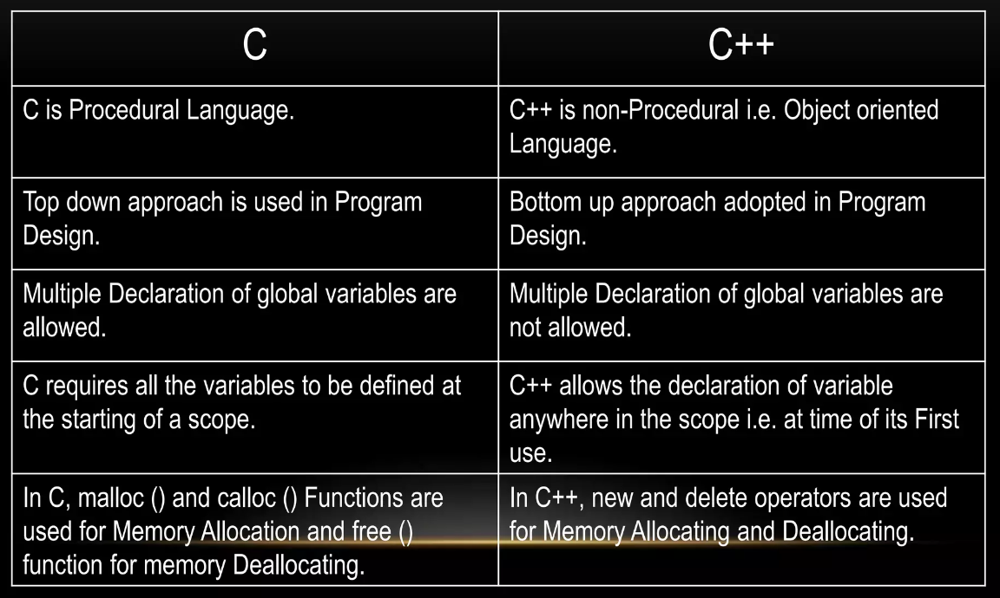 C
C++
C is Procedural Language.
C++ is non-Procedural i.e. Object oriented
Language.
Top down approach is used in Program
Design.
Bottom up approach adopted in Program
Design.
Multiple Declaration of global variables are
allowed.
Multiple Declaration of global variables are
not allowed.
C requires all the variables to be defined at
the starting of a scope.
C++ allows the declaration of variable
anywhere in the scope i.e. at time of its First
use.
In C, malloc () and calloc () Functions are
used for Memory Allocation and free ()
function for memory Deallocating.
In C++, new and delete operators are used
for Memory Allocating and Deallocating.